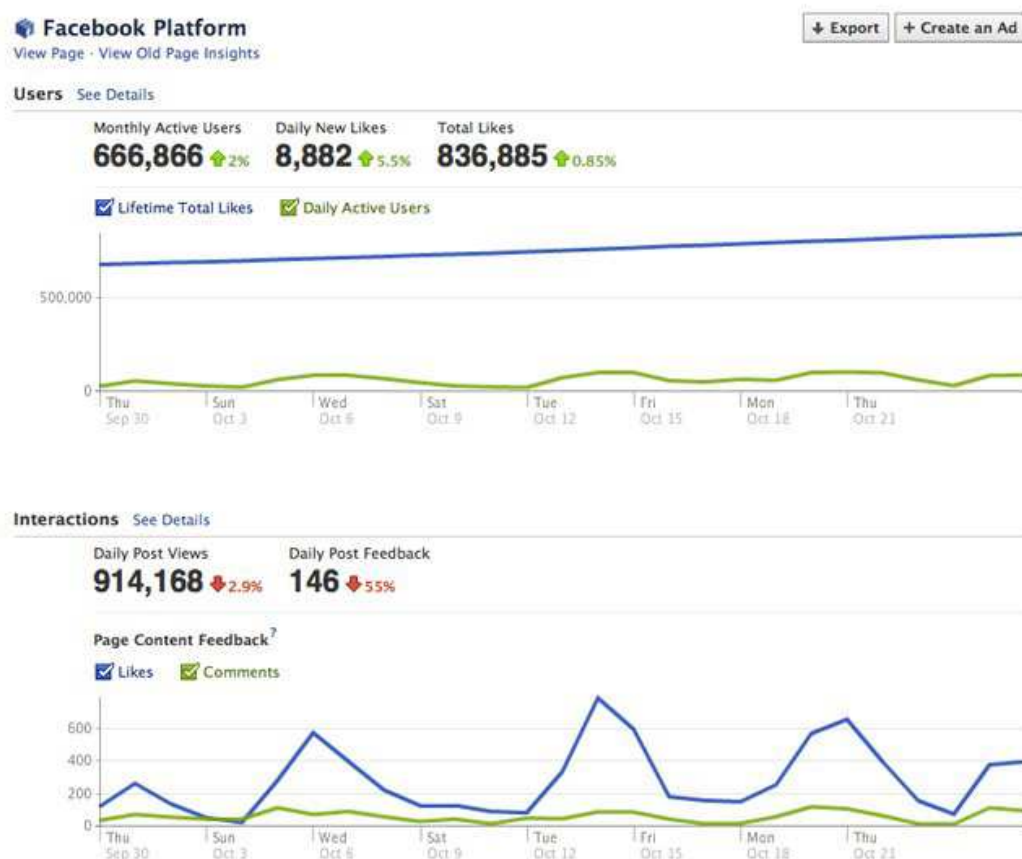 Facebook Platform
Export
+ Create an Ad
View Page · View Old Page Insights
Users See Details
Monthly Active Users Daily New Likes Total Likes
666,866 2% 8,882 5.5% 836,885 0.85%
Lifetime Total Likes Daily Active Users
500,000
0
Thu Sun Wed Sat Tue Fri Mon Thu
Sep 30 Oct 3 Oct 6 Oct 9 Oct 12 Oct 15 Oct 18 Oct 21
Interactions See Details
Daily Post Views Daily Post Feedback
914,168 2.9% 146 55%
Page Content Feedback?
Likes Comments
600
400
200
0
Thu Sun Wed Sat Tue Fri Mon Thu
Sep 30 Oct 3 Oct 6 Oct 9 Oct 12 Oct 15 Oct 18 Oct 21